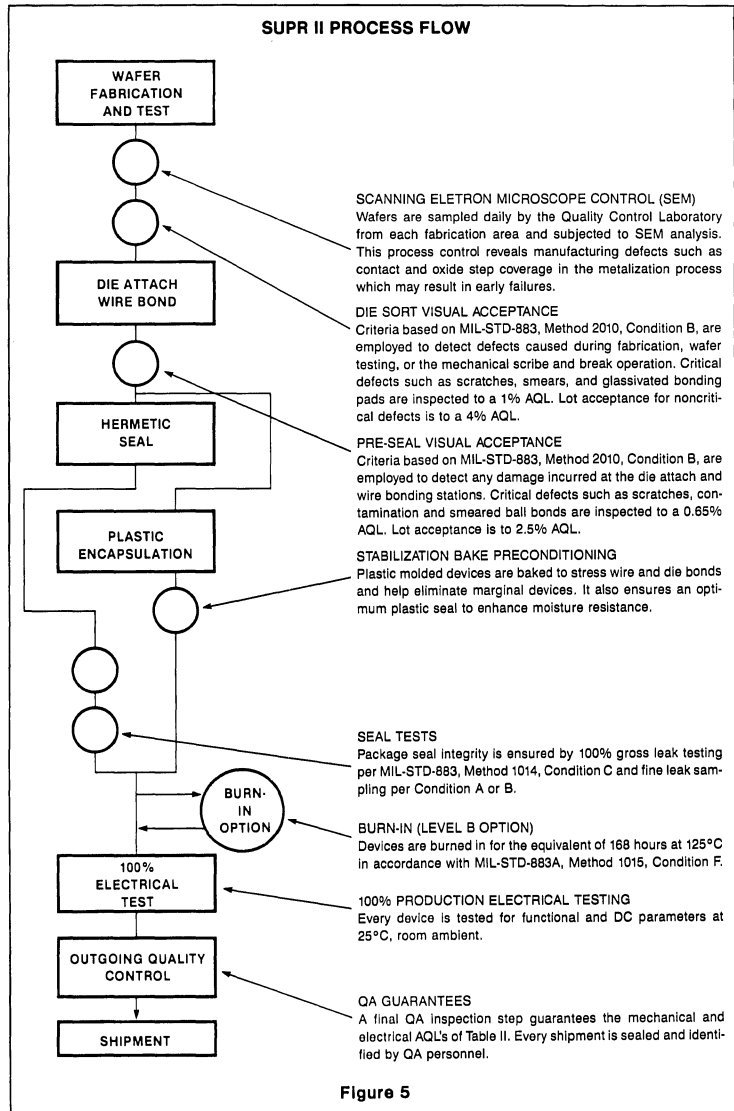 SUPR II PROCESS FLOW
WAFER
FABRICATION
AND TEST
SCANNING ELETRON MICROSCOPE CONTROL (SEM)
Wafers are sampled daily by the Quality Control Laboratory
from each fabrication area and subjected to SEM analysis.
This process control reveals manufacturing defects such as
contact and oxide step coverage in the metalization process
which may result in early failures.
DIE ATTACH
WIRE BOND
DIE SORT VISUAL ACCEPTANCE
Criteria based on MIL-STD-883, Method 2010, Condition B, are
employed to detect defects caused during fabrication, wafer
testing, or the mechanical scribe and break operation. Critical
defects such as scratches, smears, and glassivated bonding
pads are inspected to a 1% AQL. Lot acceptance for noncriti-
cal defects is to a 4% AQL.
HERMETIC
SEAL
PRE-SEAL VISUAL ACCEPTANCE
Criteria based on MIL-STD-883, Method 2010, Condition B, are
employed to detect any damage incurred at the die attach and
wire bonding stations. Critical defects such as scratches, con-
tamination and smeared ball bonds are inspected to a 0.65%
AQL. Lot acceptance is to 2.5% AQL.
PLASTIC
ENCAPSULATION
STABILIZATION BAKE PRECONDITIONING
Plastic molded devices are baked to stress wire and die bonds
and help eliminate marginal devices. It also ensures an opti-
mum plastic seal to enhance moisture resistance.
SEAL TESTS
Package seal integrity is ensured by 100% gross leak testing
per MIL-STD-883, Method 1014, Condition C and fine leak sam-
pling per Condition A or B.
BURN-
IN
OPTION
BURN-IN (LEVEL B OPTION)
Devices are burned in for the equivalent of 168 hours at 125°C
in accordance with MIL-STD-883A, Method 1015, Condition F.
100%
ELECTRICAL
TEST
100% PRODUCTION ELECTRICAL TESTING
Every device is tested for functional and DC parameters at
25°C, room ambient.
OUTGOING QUALITY
CONTROL
QA GUARANTEES
A final QA inspection step guarantees the mechanical and
electrical AQL's of Table II. Every shipment is sealed and identi-
fied by QA personnel.
SHIPMENT
Figure 5